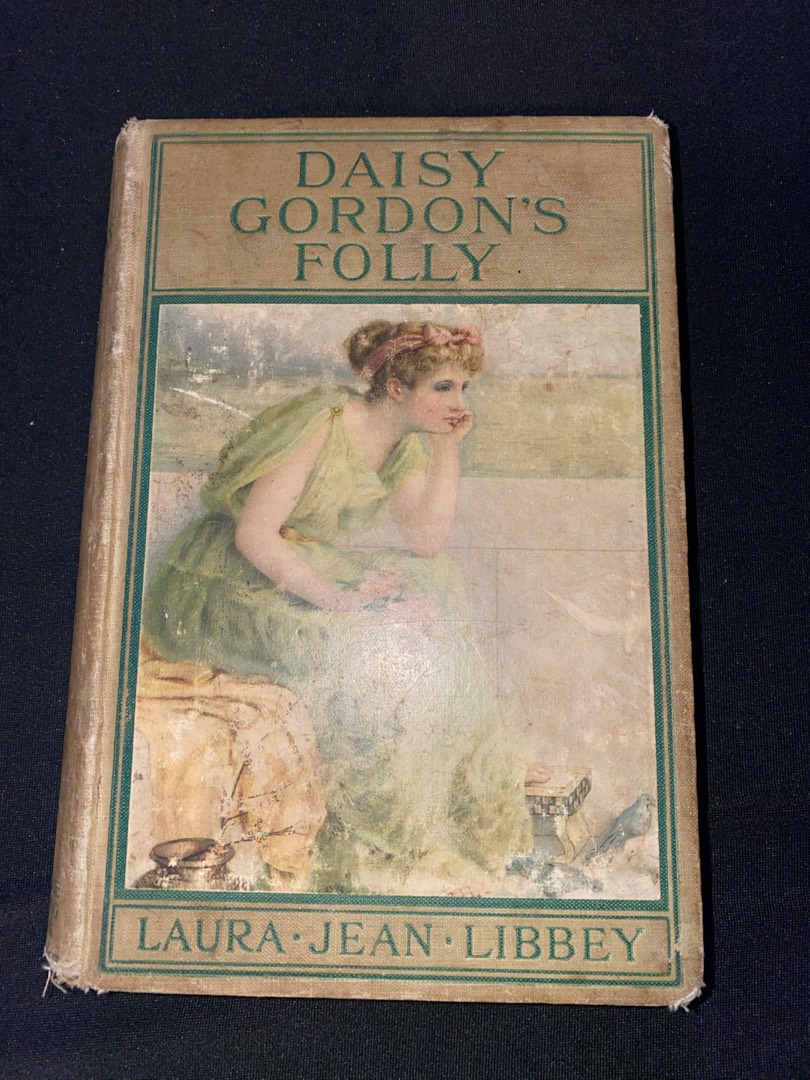 DAISY
GORDON'S
FOLLY
LAURA · JEAN · LIBBEY